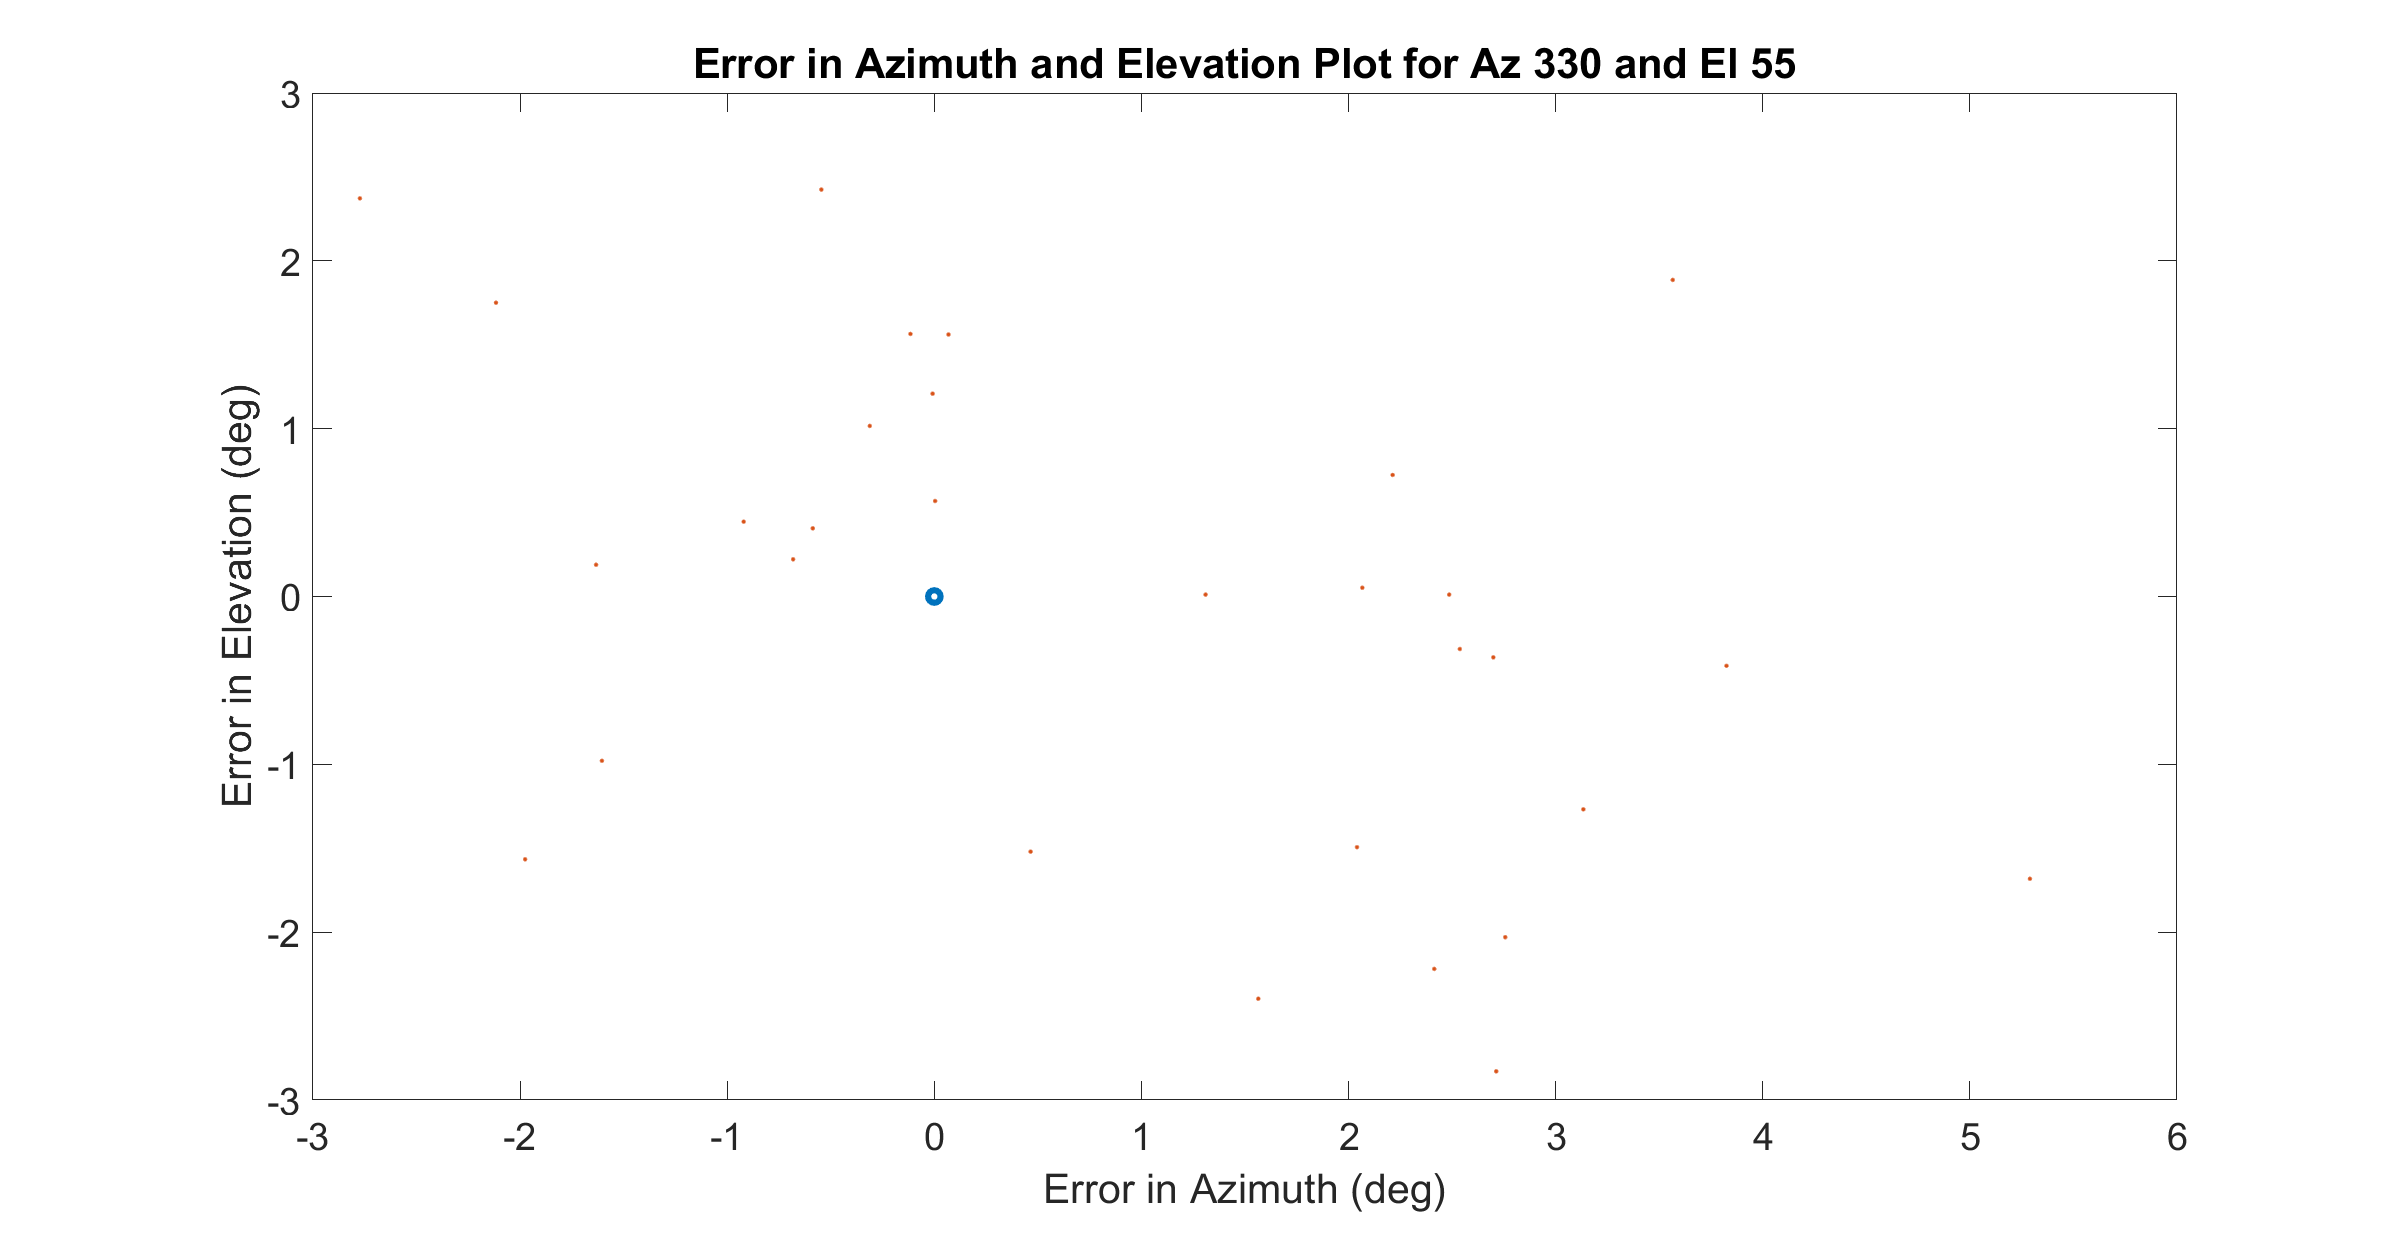 Error in Azimuth and Elevation Plot for Az 330 and El 55
3
2
1
0
-1
-2
-3
Error in Elevation (deg)
-3 -2 -1 0 1 2 3 4 5 6
Error in Azimuth (deg)